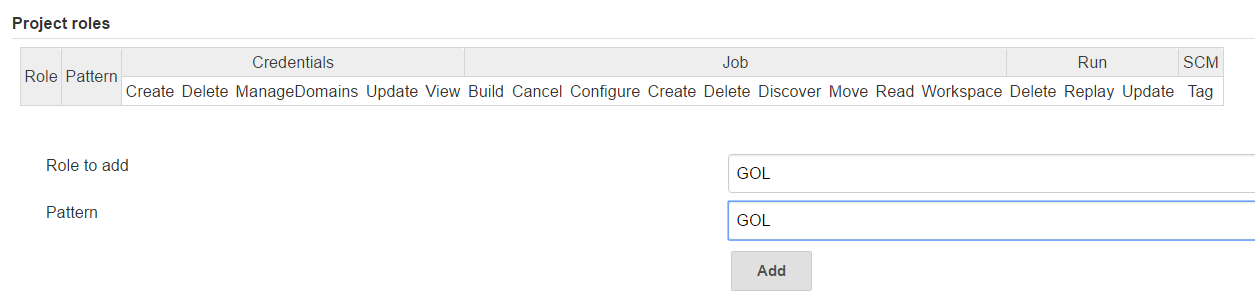 Project roles
Role Pattern Credentials Job Run SCM
Create Delete ManageDomains Update View Build Cancel Configure Create Delete Discover Move Read Workspace Delete Replay Update Tag
Role to add GOL
Pattern GOL
Add